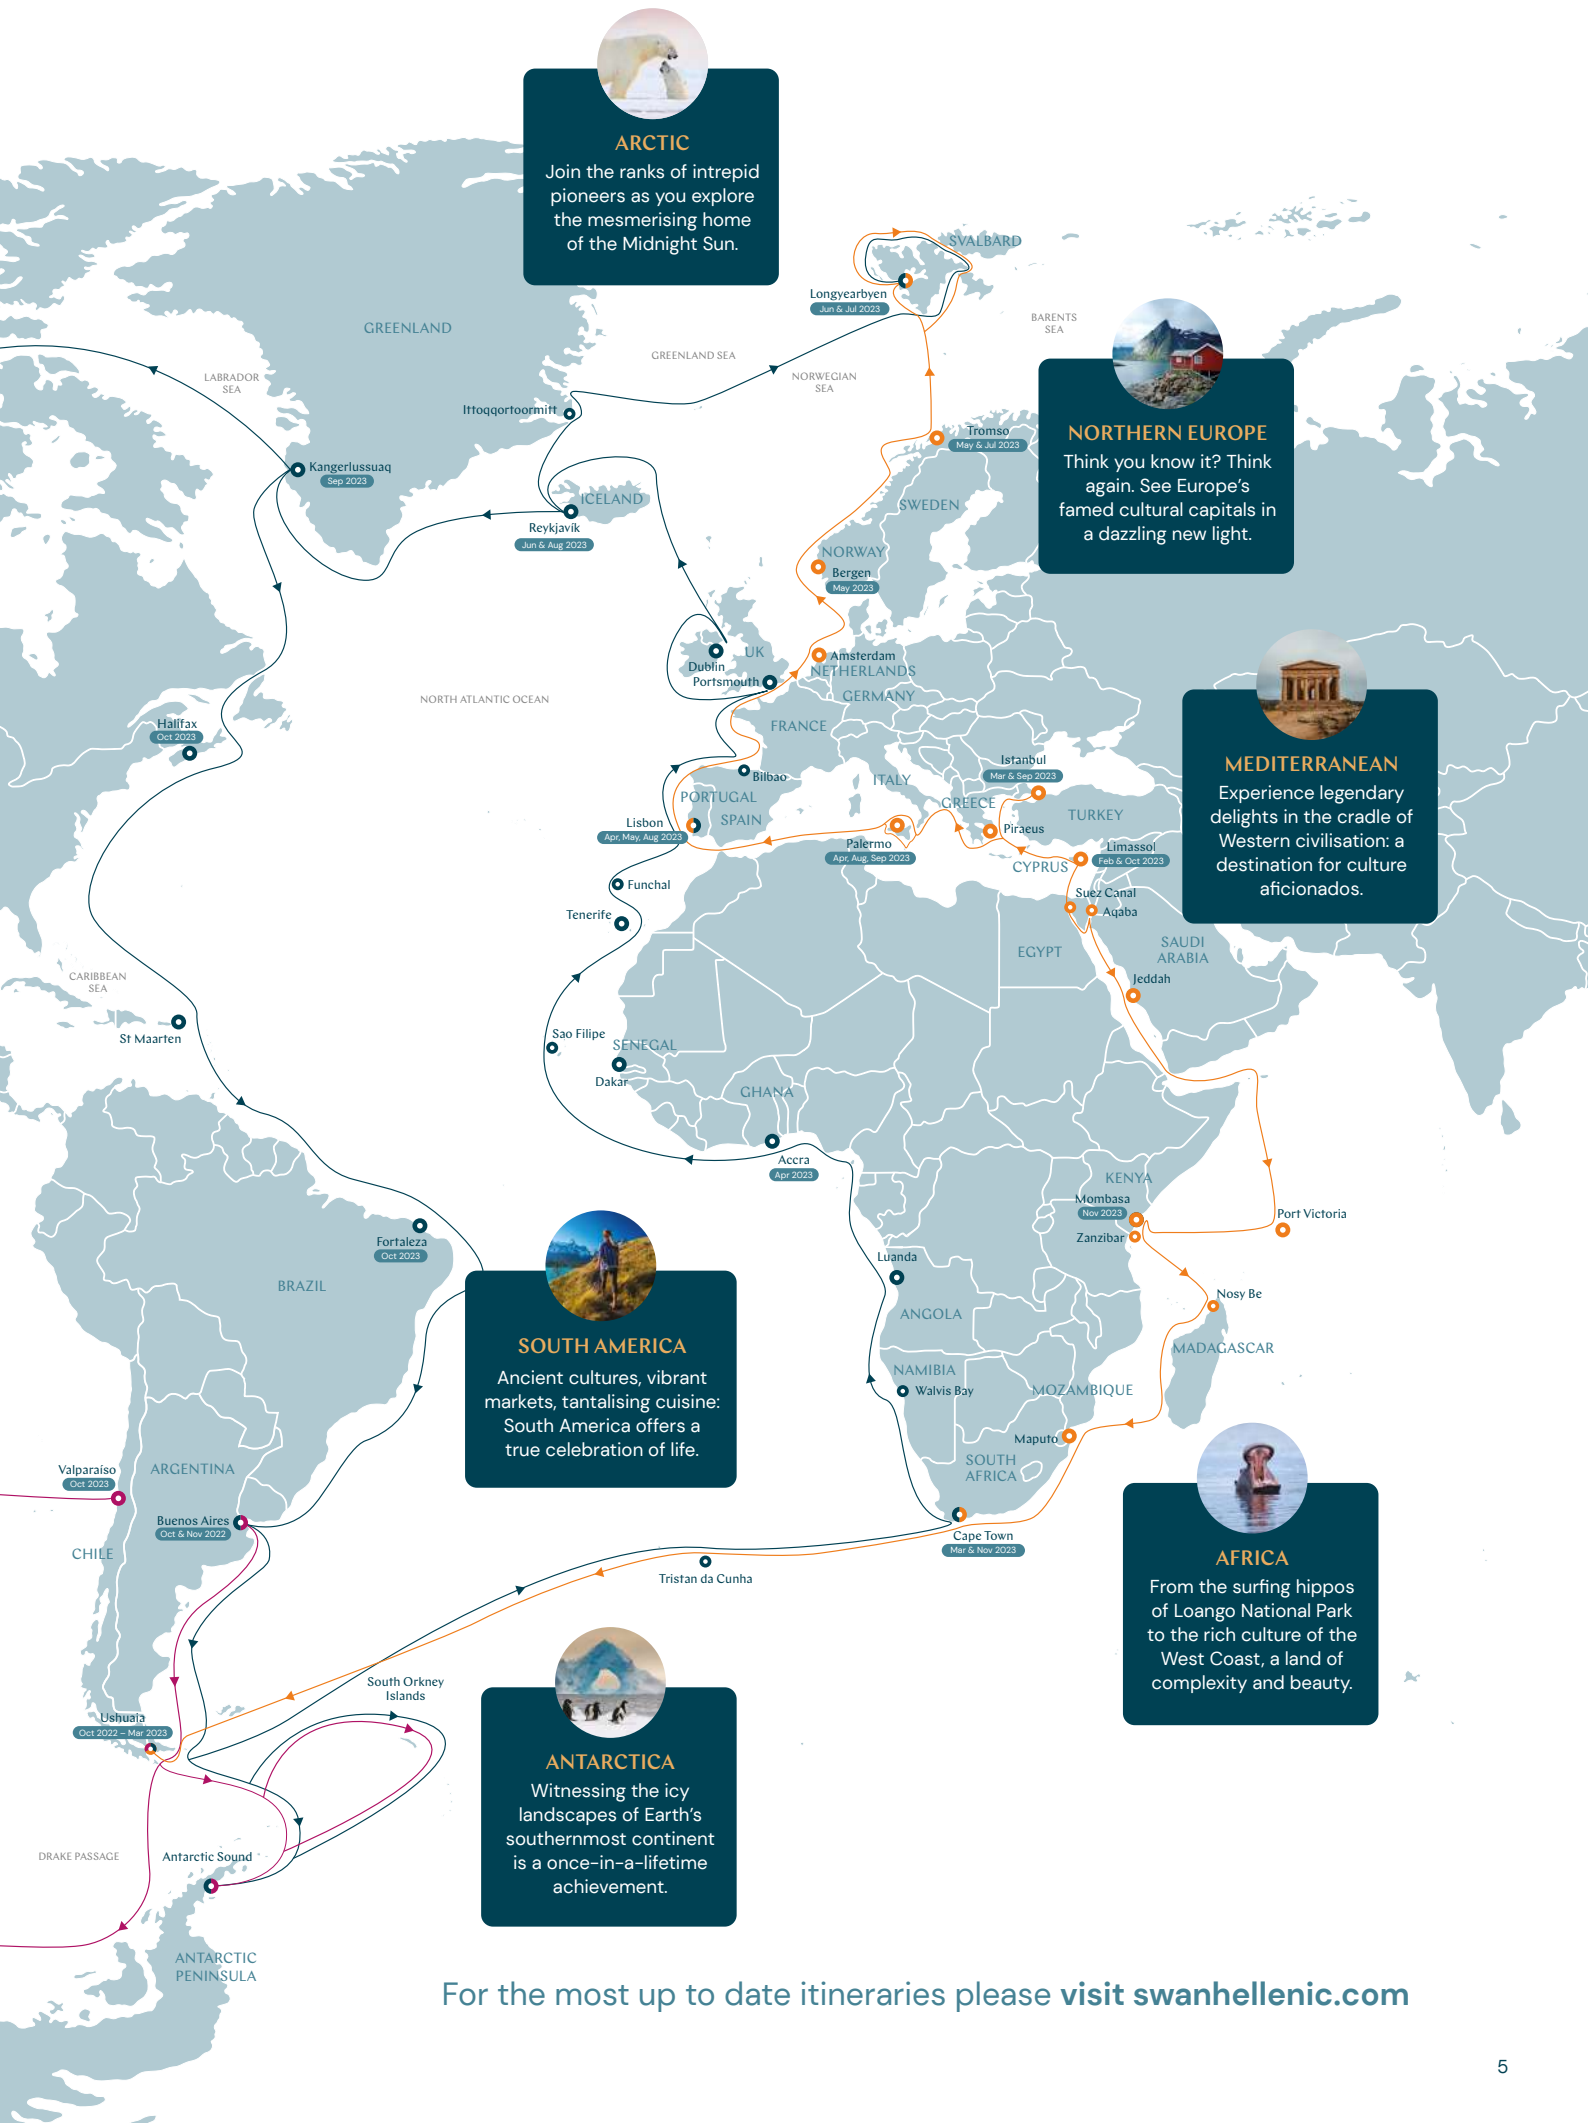 ARCTIC
Join the ranks of intrepid
pioneers as you explore
the mesmerising home
of the Midnight Sun.
SVALBARD
Longyearbyen
Jun & Jul 2023
BARENTS
SEA
GREENLAND
GREENLAND SEA
LABRADOR
SEA
NORWEGIAN
SEA
Ittoqqortoormitt
Tromso
May & Jul 2023
NORTHERN EUROPE
Think you know it? Think
again. See Europe's
famed cultural capitals in
a dazzling new light.
Kangerlussuaq
Sep 2023
ICELAND
Reykjavík
Jun & Aug 2023
SWEDEN
NORWAY
Bergen
May 2023
UK
Dublin
Portsmouth
Amsterdam
NETHERLANDS
GERMANY
NORTH ATLANTIC OCEAN
Halifax
Oct 2023
FRANCE
Bilbao
ITALY
Istanbul
Mar & Sep 2023
GREECE
TURKEY
PORTUGAL
SPAIN
Lisbon
Apr, May, Aug 2023
Piraeus
Palermo
Apr, Aug, Sep 2023
Limassol
Feb & Oct 2023
CYPRUS
MEDITERRANEAN
Experience legendary
delights in the cradle of
Western civilisation: a
destination for culture
aficionados.
Funchal
Tenerife
Suez Canal
Aqaba
EGYPT
SAUDI
ARABIA
Jeddah
CARIBBEAN
SEA
St Maarten
Sao Filipe
SENEGAL
Dakar
GHANA
Accra
Apr 2023
KENYA
Mombasa
Nov 2023
Zanzibar
Port Victoria
Fortaleza
Oct 2023
BRAZIL
Luanda
ANGOLA
Nosy Be
MADAGASCAR
SOUTH AMERICA
Ancient cultures, vibrant
markets, tantalising cuisine:
South America offers a
true celebration of life.
NAMIBIA
Walvis Bay
MOZAMBIQUE
Maputo
SOUTH
AFRICA
Valparaíso
Oct 2023
ARGENTINA
Buenos Aires
Oct & Nov 2022
CHILE
Cape Town
Mar & Nov 2023
Tristan da Cunha
AFRICA
From the surfing hippos
of Loango National Park
to the rich culture of the
West Coast, a land of
complexity and beauty.
South Orkney
Islands
Ushuaia
Oct 2022 – Mar 2023
ANTARCTICA
Witnessing the icy
landscapes of Earth's
southernmost continent
is a once-in-a-lifetime
achievement.
DRAKE PASSAGE
Antarctic Sound
ANTARCTIC
PENINSULA
For the most up to date itineraries please visit swanhellenic.com
5